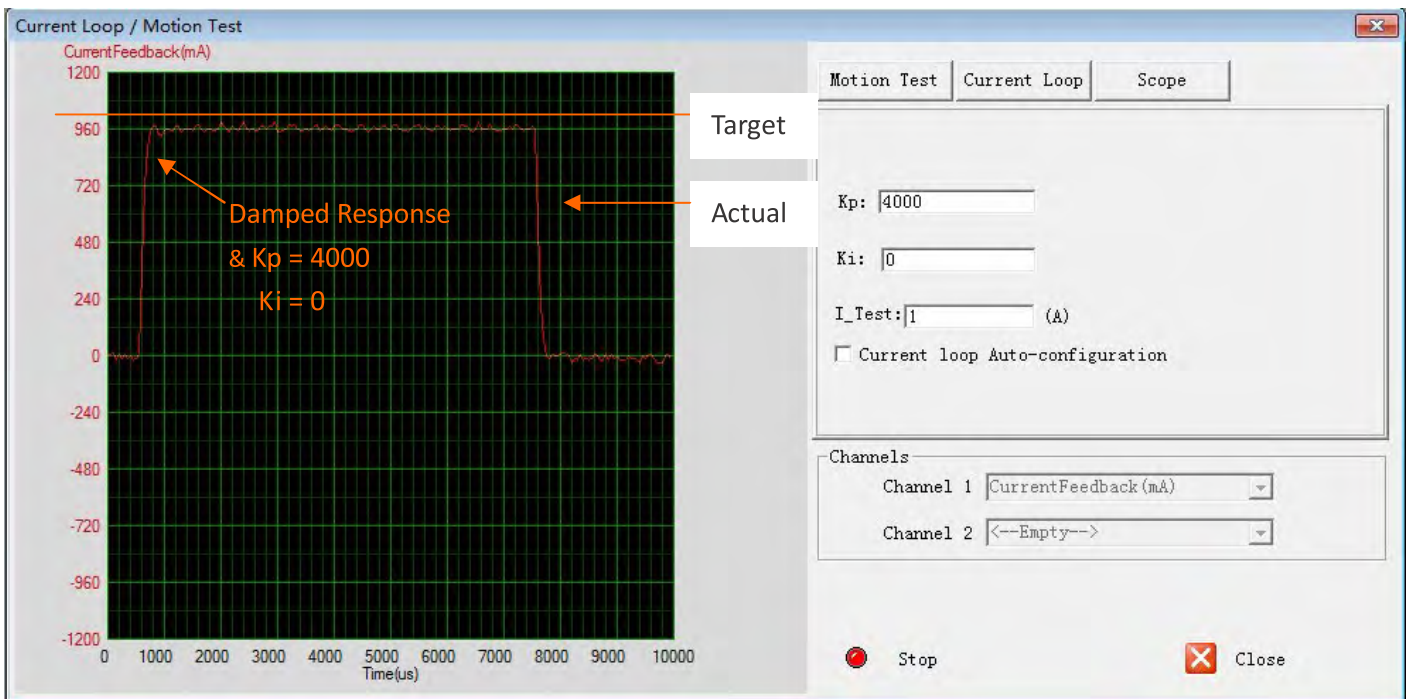 Current Loop / Motion Test
CurrentFeedback(mA)
1200
960
720
480
240
0
-240
-480
-720
-960
-1200
0 1000 2000 3000 4000 5000 6000 7000 8000 9000 10000
Time(us)
Damped Response
& Kp = 4000
Ki = 0
Target
Actual
Motion Test Current Loop Scope
Kp: 4000
Ki: 0
I_Test: 1 (A)
Current loop Auto-configuration
Channels
Channel 1 CurrentFeedback(mA)
Channel 2 <--Empty-->
Stop Close